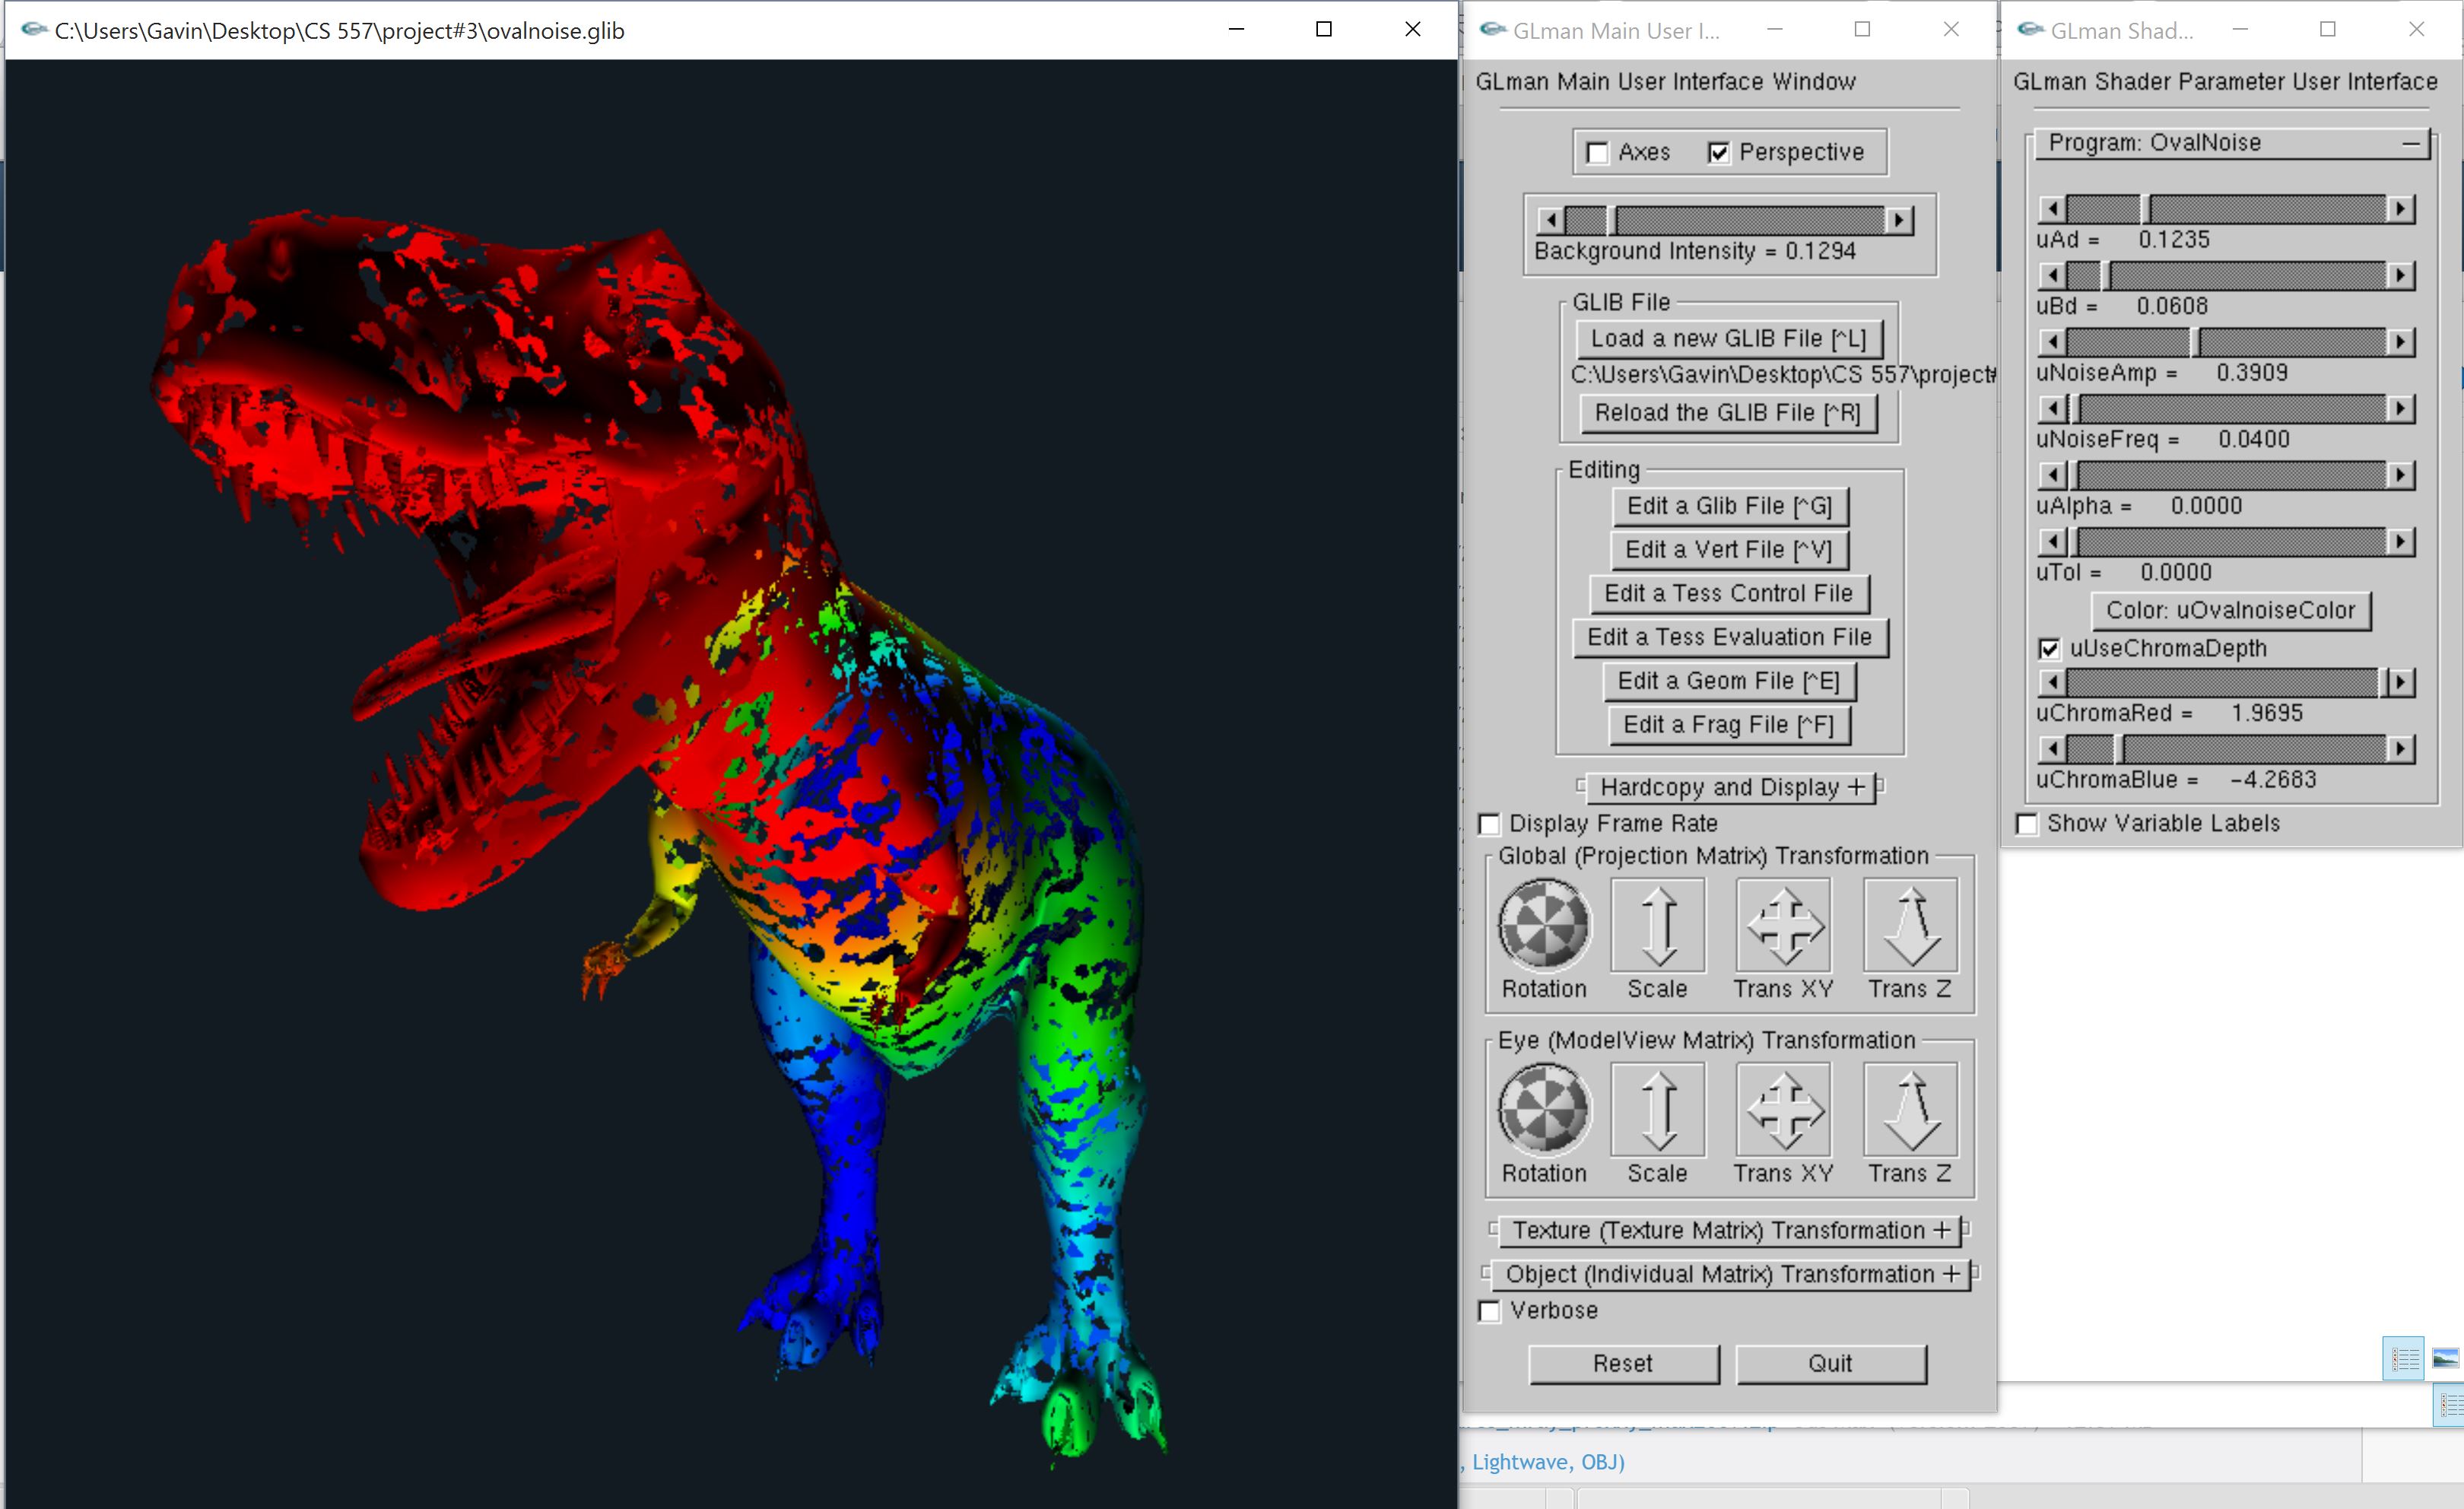 C:\Users\Gavin\Desktop\CS 557\project#3\ovalnoise.glib
GLman Main User I...
GLman Main User Interface Window
Axes
Perspective
Background Intensity = 0.1294
GLIB File
Load a new GLIB File [^L]
C:\Users\Gavin\Desktop\CS 557\project#
Reload the GLIB File [^R]
Editing
Edit a Glib File [^G]
Edit a Vert File [^V]
Edit a Tess Control File
Edit a Tess Evaluation File
Edit a Geom File [^E]
Edit a Frag File [^F]
Hardcopy and Display +
Display Frame Rate
Global (Projection Matrix) Transformation
Rotation Scale Trans XY Trans Z
Eye (ModelView Matrix) Transformation
Rotation Scale Trans XY Trans Z
Texture (Texture Matrix) Transformation +
Object (Individual Matrix) Transformation +
Verbose
Reset Quit
GLman Shad...
GLman Shader Parameter User Interface
Program: OvalNoise
uAd = 0.1235
uBd = 0.0608
uNoiseAmp = 0.3909
uNoiseFreq = 0.0400
uAlpha = 0.0000
uTol = 0.0000
Color: uOvalnoiseColor
uUseChromaDepth
uChromaRed = 1.9695
uChromaBlue = -4.2683
Show Variable Labels
, Lightwave, OBJ)